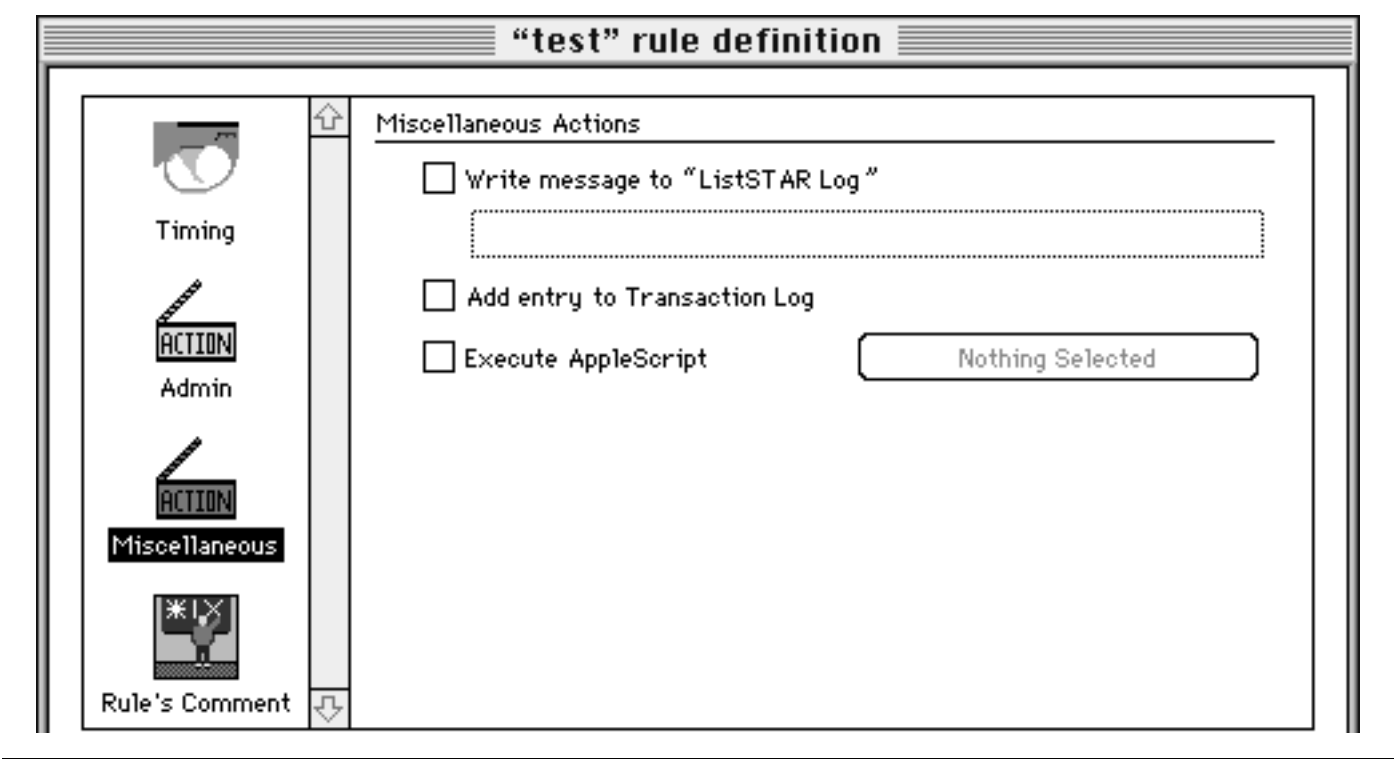 “test” rule definition
Timing
ACTION
Admin
ACTION
Miscellaneous
Rule's Comment
Miscellaneous Actions
Write message to “ListSTAR Log”
Add entry to Transaction Log
Execute AppleScript
Nothing Selected